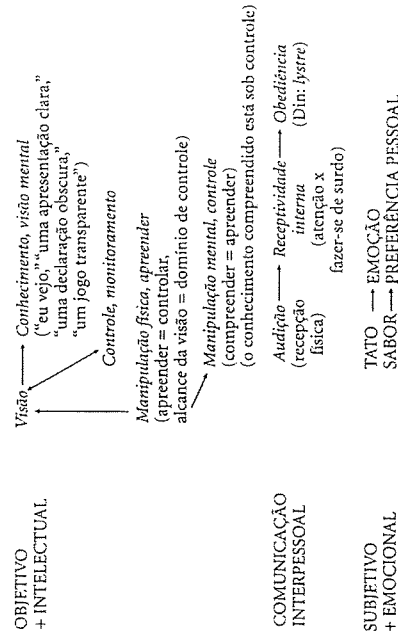 OBJETIVO
+ INTELECTUAL
Visão → Conhecimento, visão mental
("eu vejo," "uma apresentação clara,"
"uma declaração obscura,"
"um jogo transparente")
Controle, monitoramento
Manipulação física, apreender
(apreender = controlar,
alcance da visão = domínio de controle)
Manipulação mental, controle
(compreender = apreender)
(o conhecimento compreendido está sob controle)
COMUNICAÇÃO
INTERPESSOAL
Audição → Receptividade → Obediência
(recepção interna (Din: lystre)
física) (atenção x
fazer-se de surdo)
SUBJETIVO
+ EMOCIONAL
TATO → EMOÇÃO
SABOR → PREFERÊNCIA PESSOAL